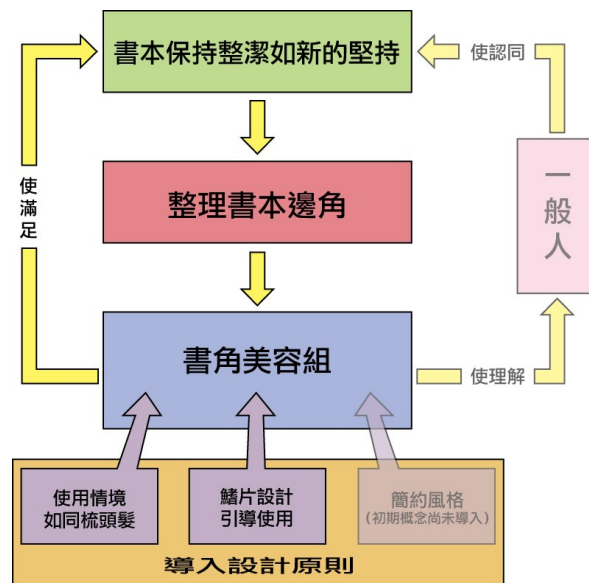 書本保持整潔如新的堅持
使認同
整理書本邊角
使滿足
一般人
書角美容組
使理解
使用情境
如同梳頭髮
鰭片設計
引導使用
簡約風格
(初期概念尚未導入)
導入設計原則